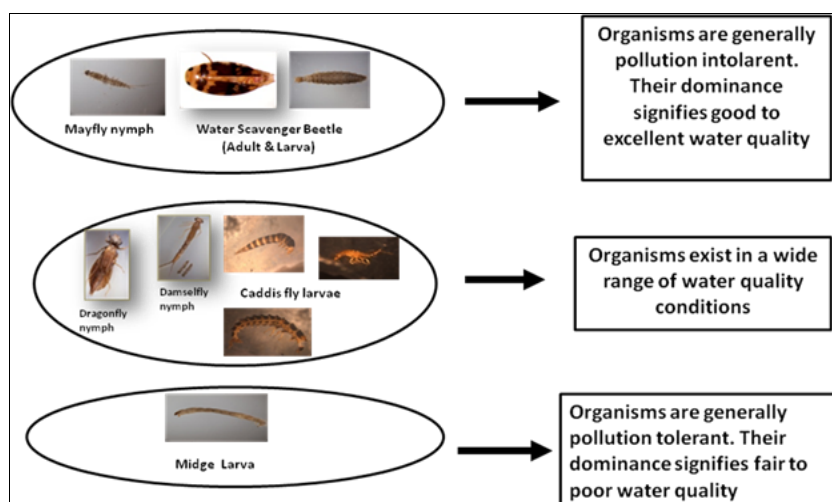 Mayfly nymph
Water Scavenger Beetle
(Adult & Larva)
Organisms are generally
pollution intolarent.
Their dominance
signifies good to
excellent water quality
Dragonfly
nymph
Damselfly
nymph
Caddis fly larvae
Organisms exist in a wide
range of water quality
conditions
Midge Larva
Organisms are generally
pollution tolerant. Their
dominance signifies fair to
poor water quality